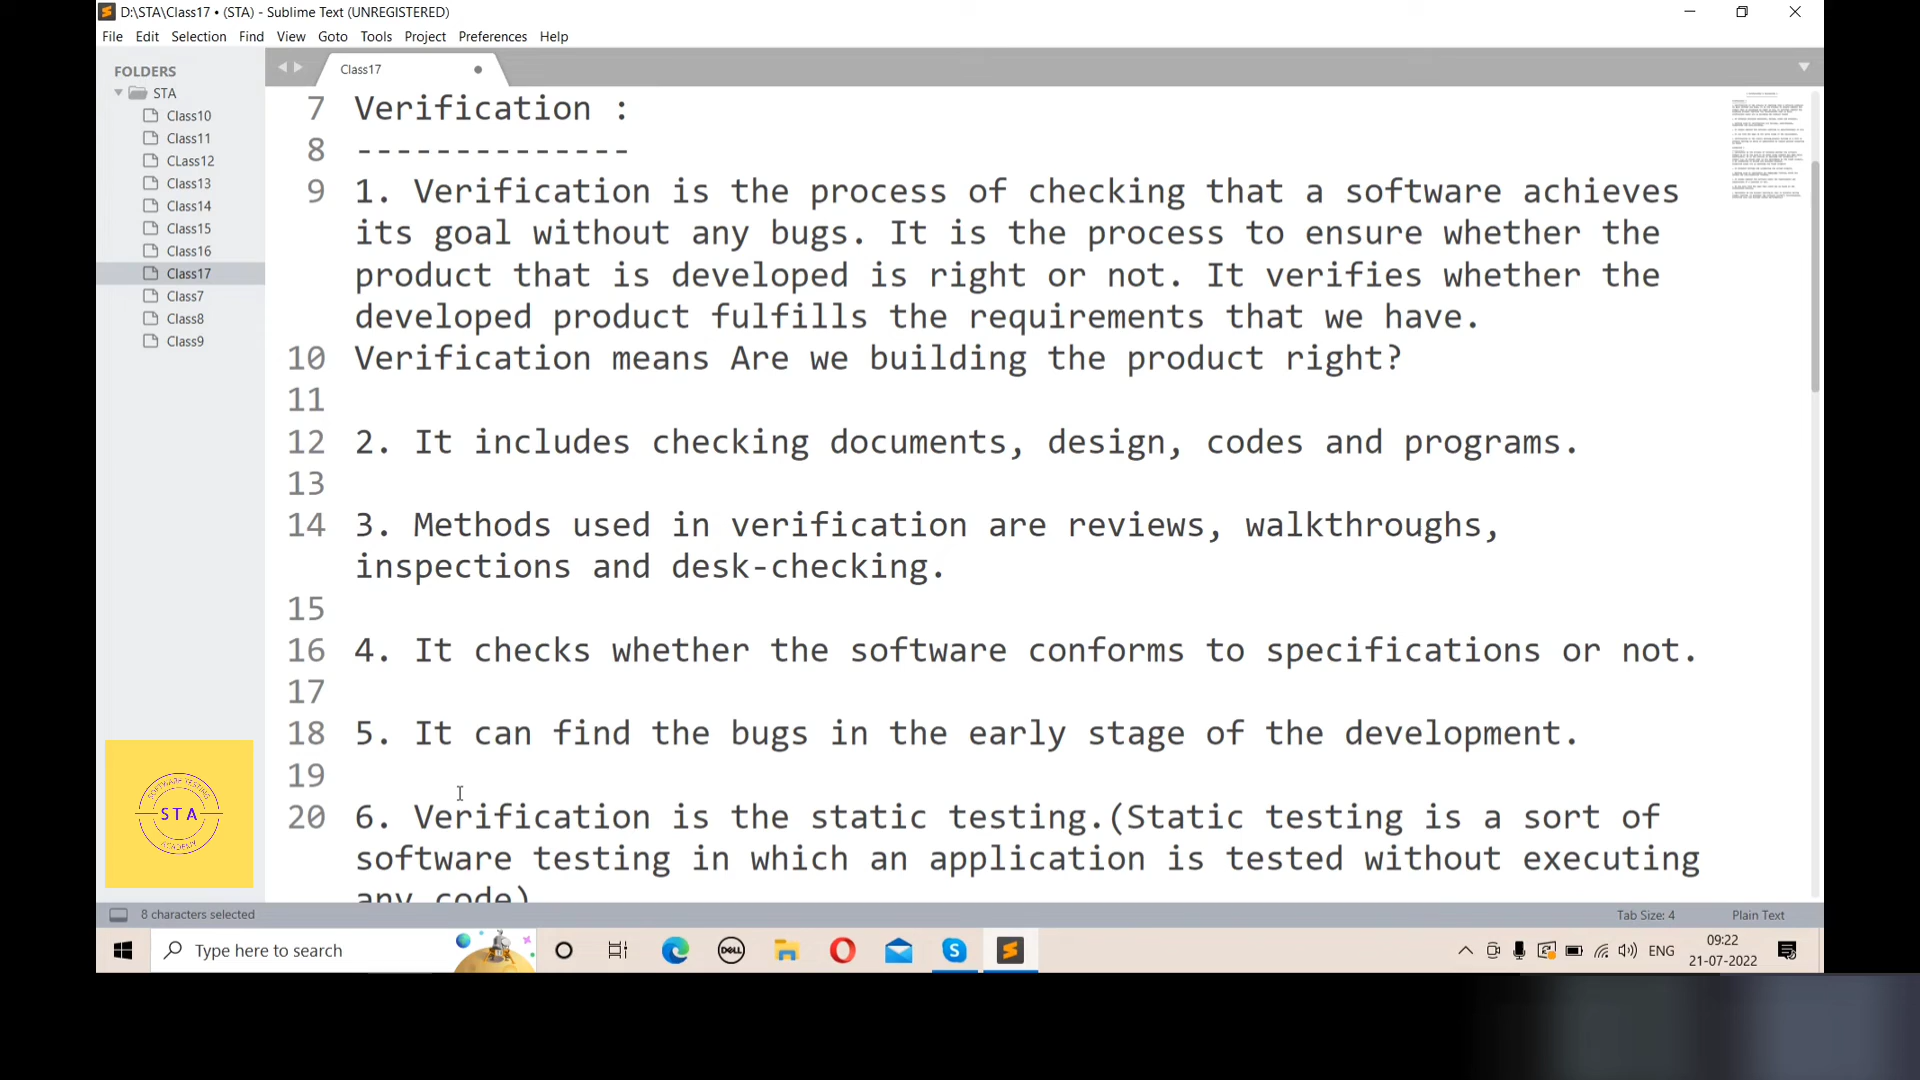 D:\STA\Class17 • (STA) - Sublime Text (UNREGISTERED)
File Edit Selection Find View Goto Tools Project Preferences Help
FOLDERS
STA
Class10
Class11
CLass12
Class13
Class14
Class15
Class16
Class17
Class7
Class8
Class9
Class17
7 Verification :
8 --------------
9 1. Verification is the process of checking that a software achieves
its goal without any bugs. It is the process to ensure whether the
product that is developed is right or not. It verifies whether the
developed product fulfills the requirements that we have.
10 Verification means Are we building the product right?
11
12 2. It includes checking documents, design, codes and programs.
13
14 3. Methods used in verification are reviews, walkthroughs,
inspections and desk-checking.
15
16 4. It checks whether the software conforms to specifications or not.
17
18 5. It can find the bugs in the early stage of the development.
19
20 6. Verification is the static testing.(Static testing is a sort of
software testing in which an application is tested without executing
any code)
SOFTWARE TESTING
STA
ACADEMY
8 characters selected
Tab Size: 4
Plain Text
Type here to search
DELL
ENG
09:22
21-07-2022